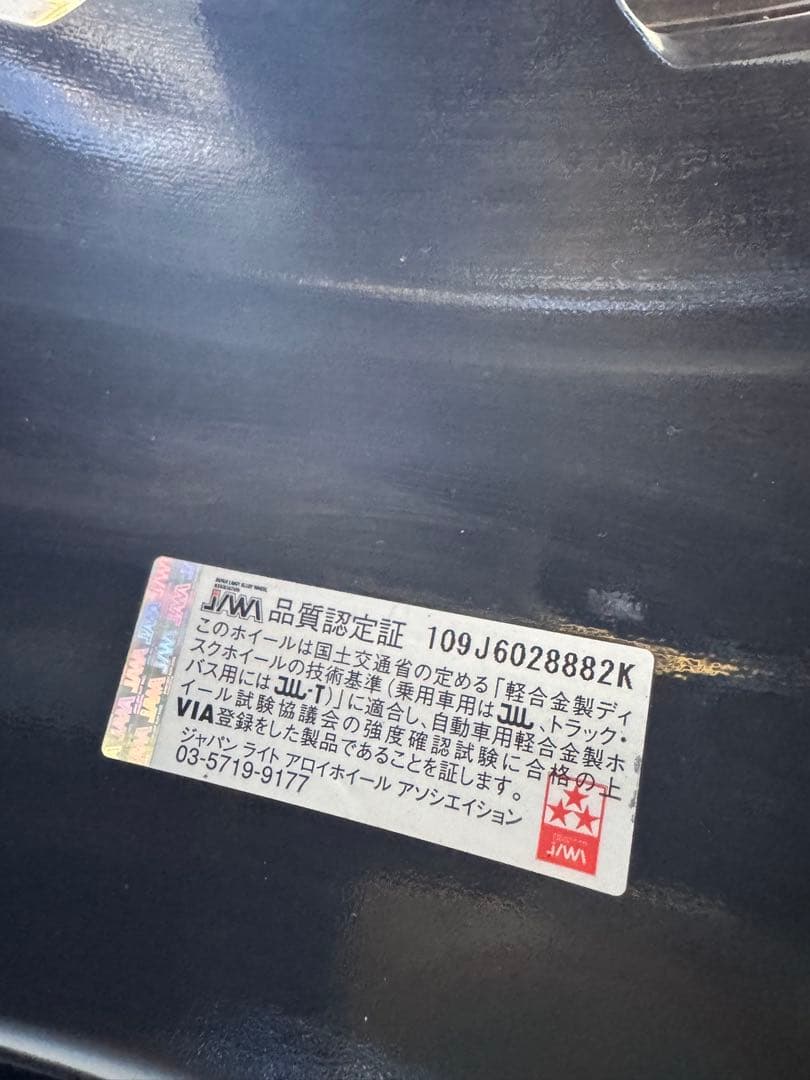 JAPAN LIGHT ALLOY WHEEL
ASSOCIATION
JAWA 品質認定証 109J6028882K
このホイールは国土交通省の定める「軽合金製ディ
スクホイールの技術基準(乗用車用はJWL、トラック・
バス用にはJWL-T)」に適合し、自動車用軽合金製ホ
イール試験協議会の強度確認試験に合格の上
VIA登録をした製品であることを証します。
ジャパン ライト アロイホイール アソシエイション
03-5719-9177
JAWA